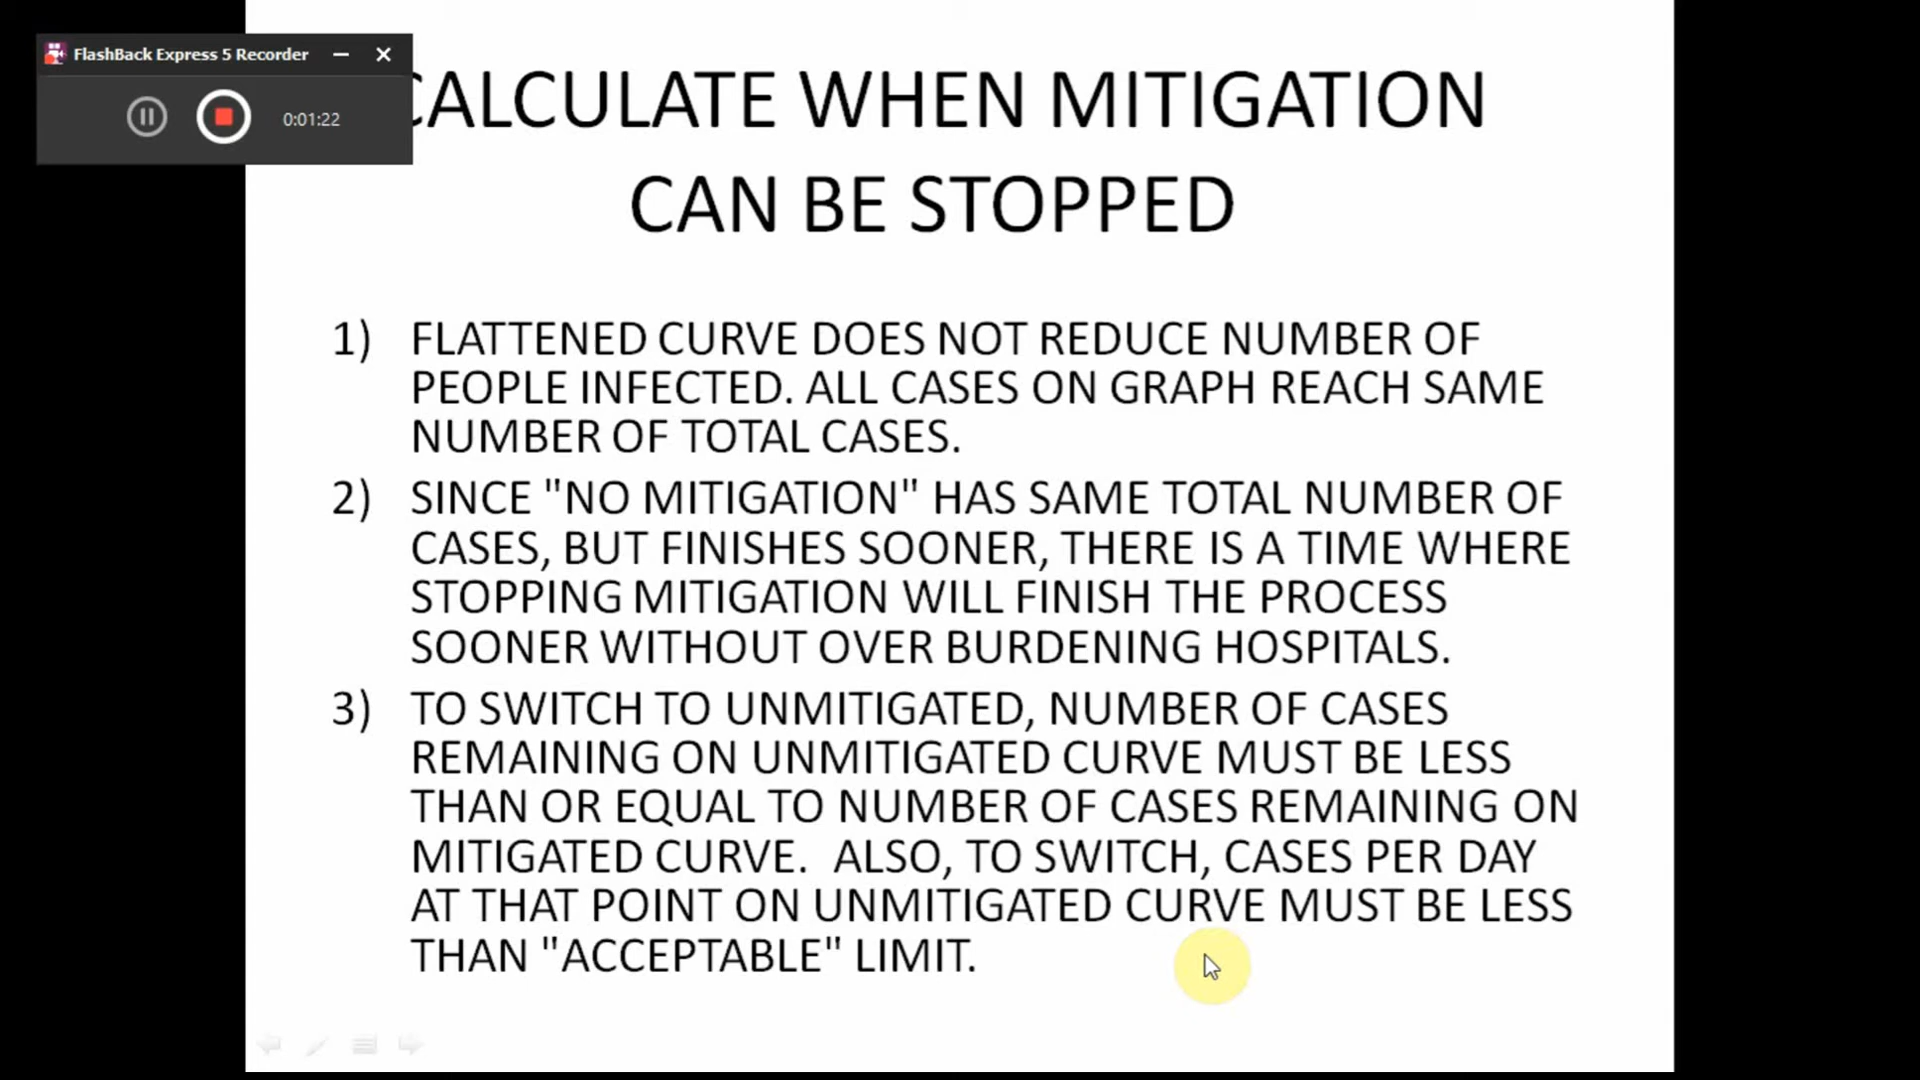 FlashBack Express 5 Recorder
0:01:22
CALCULATE WHEN MITIGATION
CAN BE STOPPED
1) FLATTENED CURVE DOES NOT REDUCE NUMBER OF
PEOPLE INFECTED. ALL CASES ON GRAPH REACH SAME
NUMBER OF TOTAL CASES.
2) SINCE "NO MITIGATION" HAS SAME TOTAL NUMBER OF
CASES, BUT FINISHES SOONER, THERE IS A TIME WHERE
STOPPING MITIGATION WILL FINISH THE PROCESS
SOONER WITHOUT OVER BURDENING HOSPITALS.
3) TO SWITCH TO UNMITIGATED, NUMBER OF CASES
REMAINING ON UNMITIGATED CURVE MUST BE LESS
THAN OR EQUAL TO NUMBER OF CASES REMAINING ON
MITIGATED CURVE.  ALSO, TO SWITCH, CASES PER DAY
AT THAT POINT ON UNMITIGATED CURVE MUST BE LESS
THAN "ACCEPTABLE" LIMIT.